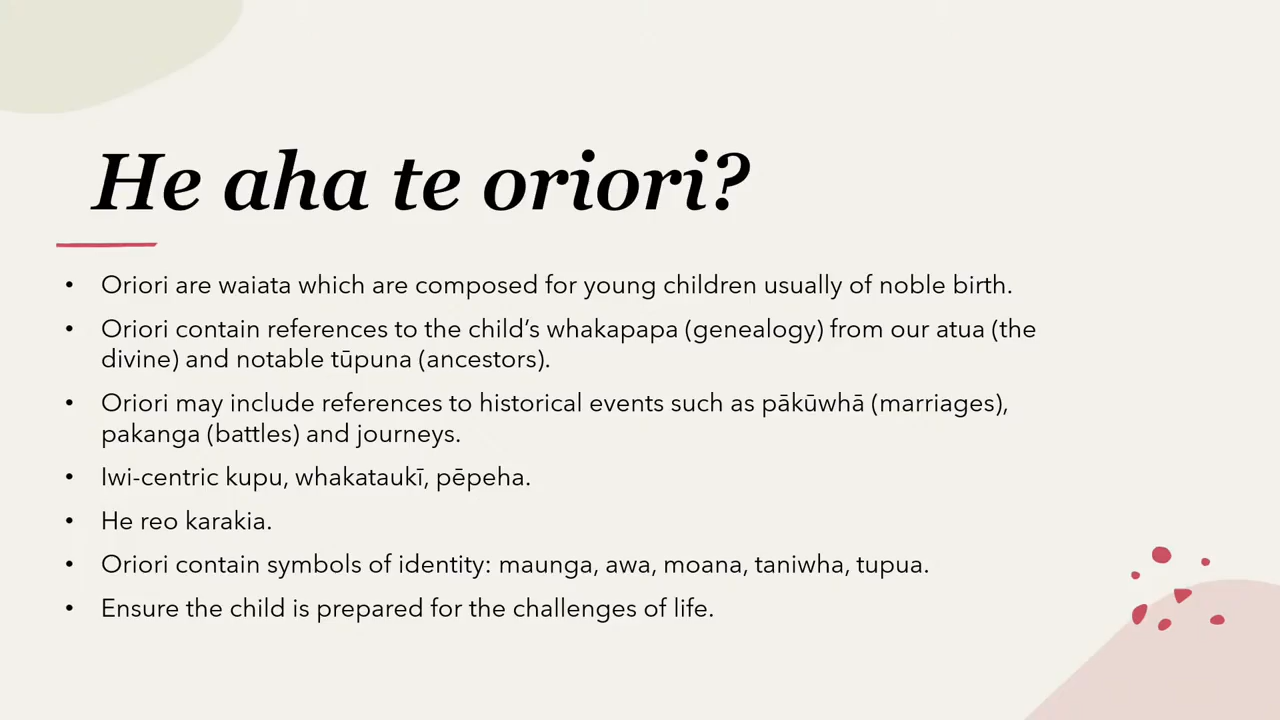 He aha te oriori?
• Oriori are waiata which are composed for young children usually of noble birth.
• Oriori contain references to the child’s whakapapa (genealogy) from our atua (the
divine) and notable tūpuna (ancestors).
• Oriori may include references to historical events such as pākūwhā (marriages),
pakanga (battles) and journeys.
• Iwi-centric kupu, whakataukī, pēpeha.
• He reo karakia.
• Oriori contain symbols of identity: maunga, awa, moana, taniwha, tupua.
• Ensure the child is prepared for the challenges of life.